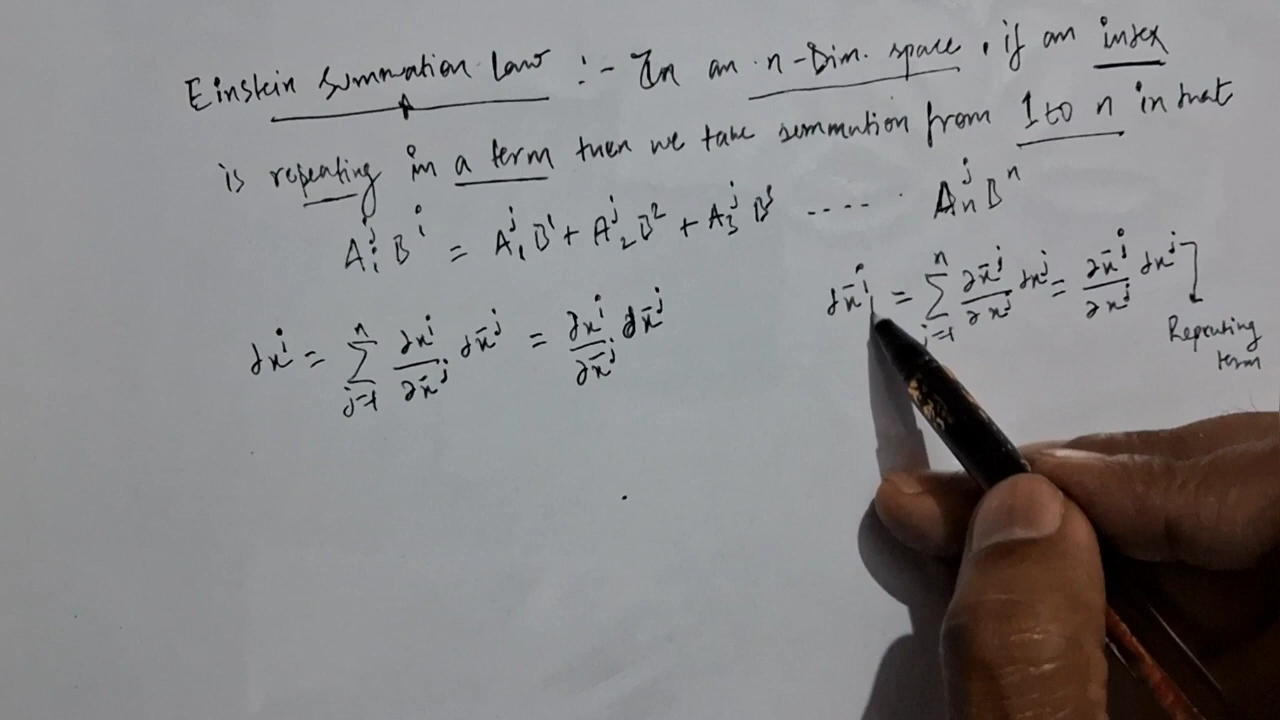 Einstein Summation Law :- In an n-Dim. space, if an index
is repeating in a term then we take summution from 1 to n in that
A^j_i B^i = A^j_1 B^1 + A^j_2 B^2 + A^j_3 B^3 ---- . A^j_n B^n
dx^i = Σ_{j=1}^n ∂x^i/∂x̄^j dx̄^j = ∂x^i/∂x̄^j dx̄^j
dx̄^i = Σ_{j=1}^n ∂x̄^i/∂x^j dx^j = ∂x̄^i/∂x^j dx^j
Repeating
term